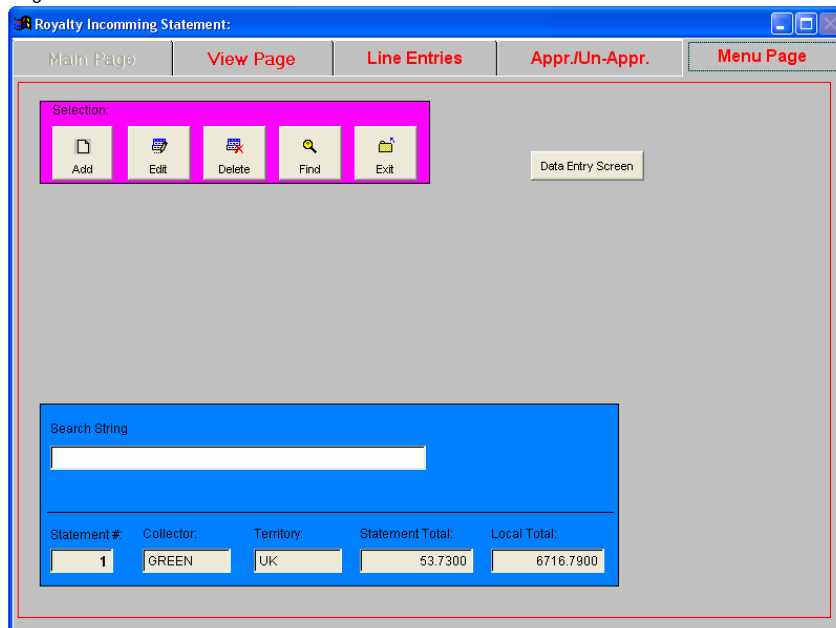 Royalty Incomming Statement:
Main Page View Page Line Entries Appr./Un-Appr. Menu Page
Selection:
Add Edit Delete Find Exit
Data Entry Screen
Search String
Statement #: Collector: Territory: Statement Total: Local Total:
1 GREEN UK 53.7300 6716.7900